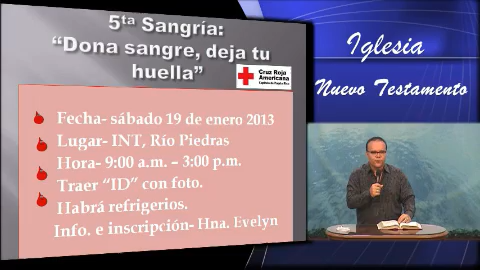 5ta Sangría:
"Dona sangre, deja tu
huella"
Cruz Roja
Americana
Fecha- sábado 19 de enero 2013
Lugar- INT, Río Piedras
Hora- 9:00 a.m. – 3:00 p.m.
Traer "ID" con foto.
Habrá refrigerios.
Info. e inscripción- Hna. Evelyn
Iglesia
Nuevo Testamento